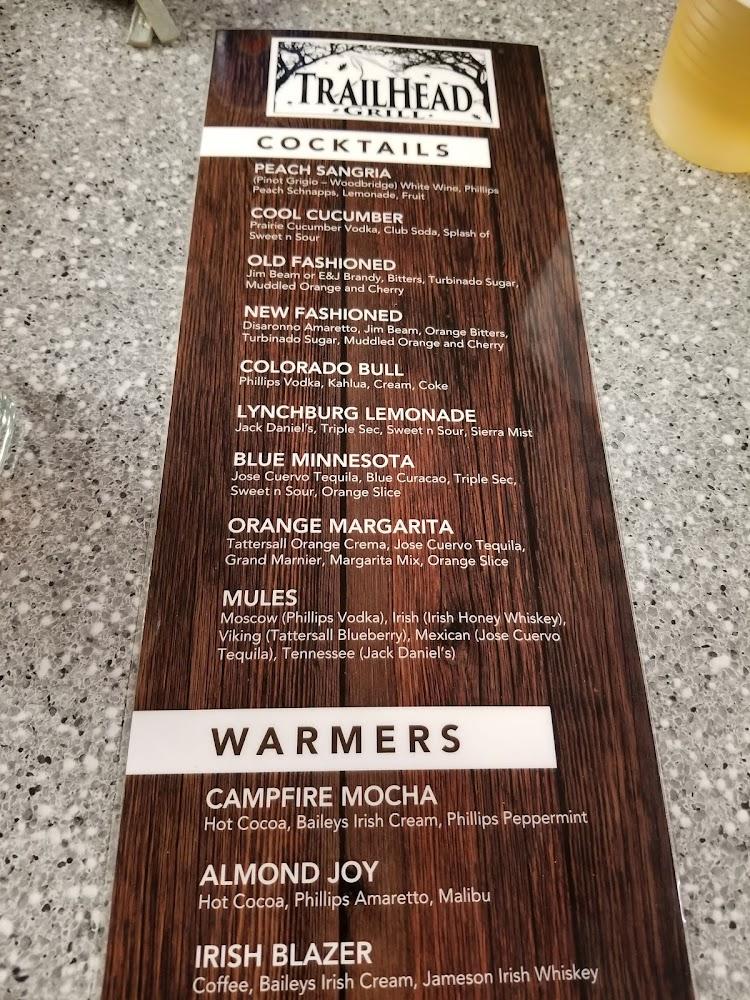 TRAILHEAD
GRILL
COCKTAILS
PEACH SANGRIA
(Pinot Grigio – Woodbridge) White Wine, Phillips
Peach Schnapps, Lemonade, Fruit
COOL CUCUMBER
Prairie Cucumber Vodka, Club Soda, Splash of
Sweet n Sour
OLD FASHIONED
Jim Beam or E&J Brandy, Bitters, Turbinado Sugar,
Muddled Orange and Cherry
NEW FASHIONED
Disaronno Amaretto, Jim Beam, Orange Bitters,
Turbinado Sugar, Muddled Orange and Cherry
COLORADO BULL
Phillips Vodka, Kahlua, Cream, Coke
LYNCHBURG LEMONADE
Jack Daniel's, Triple Sec, Sweet n Sour, Sierra Mist
BLUE MINNESOTA
Jose Cuervo Tequila, Blue Curacao, Triple Sec,
Sweet n Sour, Orange Slice
ORANGE MARGARITA
Tattersall Orange Crema, Jose Cuervo Tequila,
Grand Marnier, Margarita Mix, Orange Slice
MULES
Moscow (Phillips Vodka), Irish (Irish Honey Whiskey),
Viking (Tattersall Blueberry), Mexican (Jose Cuervo
Tequila), Tennessee (Jack Daniel's)
WARMERS
CAMPFIRE MOCHA
Hot Cocoa, Baileys Irish Cream, Phillips Peppermint
ALMOND JOY
Hot Cocoa, Phillips Amaretto, Malibu
IRISH BLAZER
Coffee, Baileys Irish Cream, Jameson Irish Whiskey